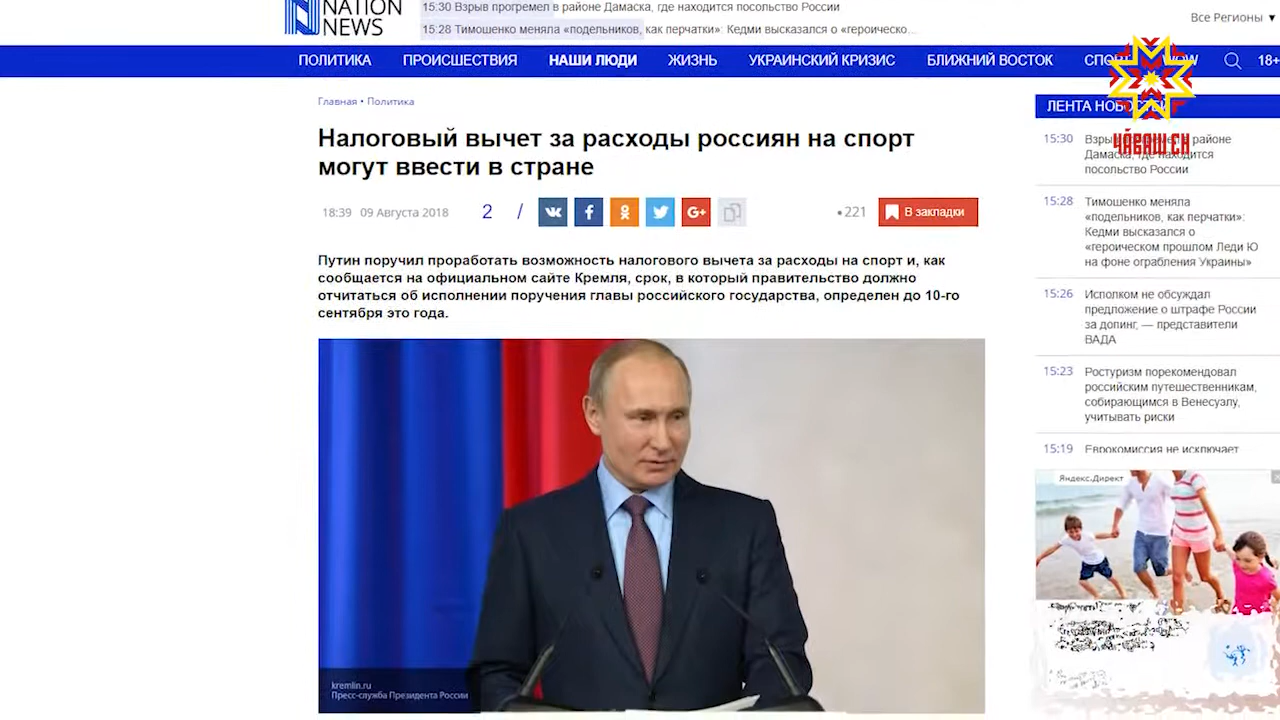 NATION
NEWS
15:30 Взрыв прогремел в районе Дамаска, где находится посольство России
15:28 Тимошенко меняла «подельников, как перчатки»: Кедми высказался о «героическо...
Все Регионы ▼
ПОЛИТИКА ПРОИСШЕСТВИЯ НАШИ ЛЮДИ ЖИЗНЬ УКРАИНСКИЙ КРИЗИС БЛИЖНИЙ ВОСТОК 18+
Главная • Политика
Налоговый вычет за расходы россиян на спорт
могут ввести в стране
18:39 09 Августа 2018 2 / 221 В закладки
Путин поручил проработать возможность налогового вычета за расходы на спорт и, как
сообщается на официальном сайте Кремля, срок, в который правительство должно
отчитаться об исполнении поручения главы российского государства, определен до 10-го
сентября это года.
kremlin.ru
Пресс-служба Президента России
ЛЕНТА НОВОСТЕЙ
ЧӐВАШ.СН
15:30 Взрыв прогремел в районе
Дамаска, где находится
посольство России
15:28 Тимошенко меняла
«подельников, как перчатки»:
Кедми высказался о
«героическом прошлом Леди Ю
на фоне ограбления Украины»
15:26 Исполком не обсуждал
предложение о штрафе России
за допинг, — представители
ВАДА
15:23 Ростуризм порекомендовал
российским путешественникам,
собирающимся в Венесуэлу,
учитывать риски
15:19 Еврокомиссия не исключает
Яндекс.Директ